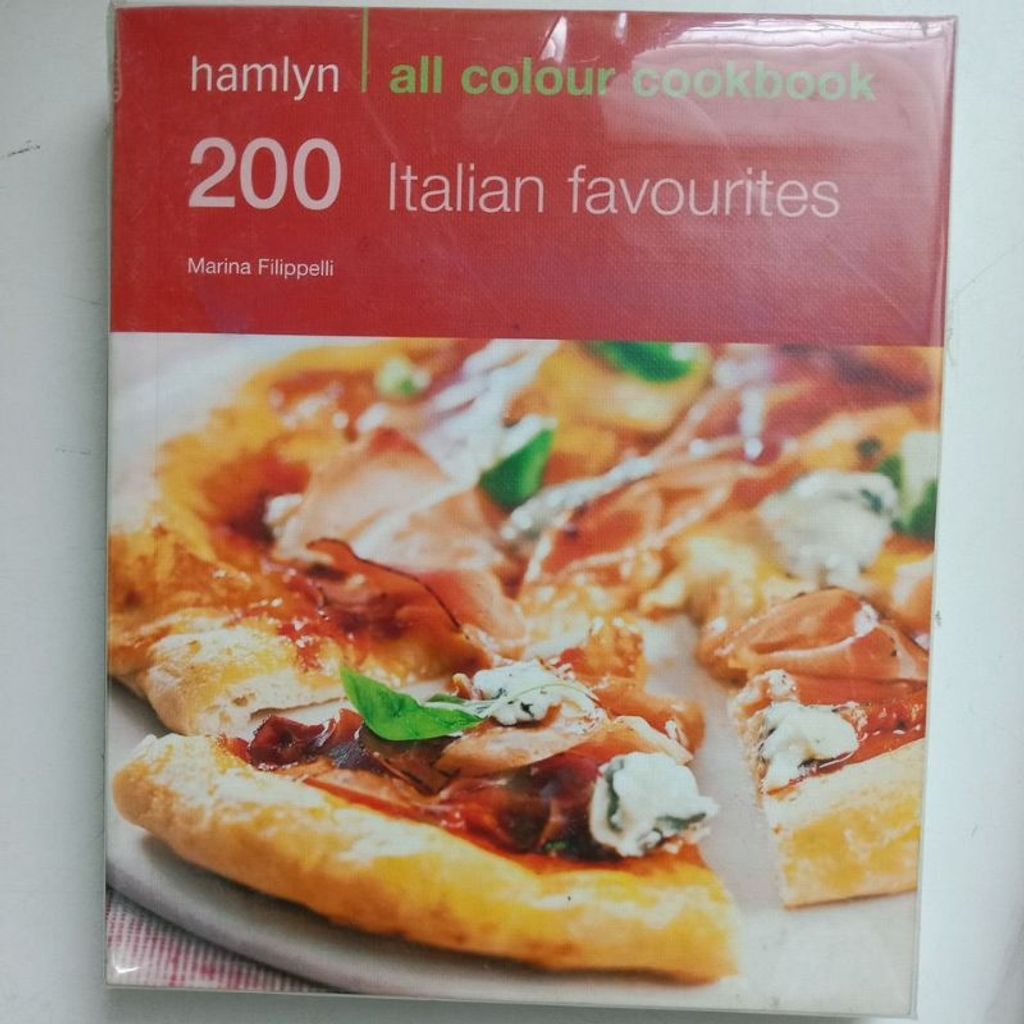 hamlyn | all colour cookbook
200 Italian favourites
Marina Filippelli